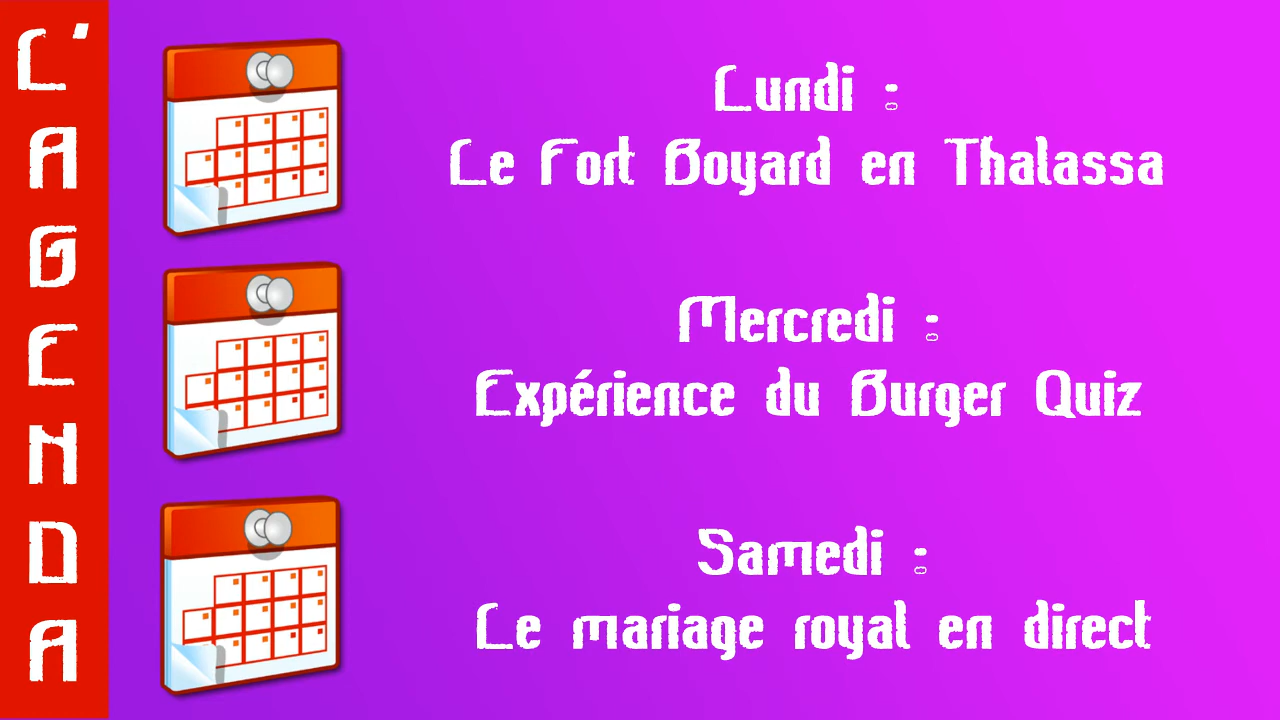 L'AGENDA
Lundi :
Le Fort Boyard en Thalassa
Mercredi :
Expérience du Burger Quiz
Samedi :
Le mariage royal en direct